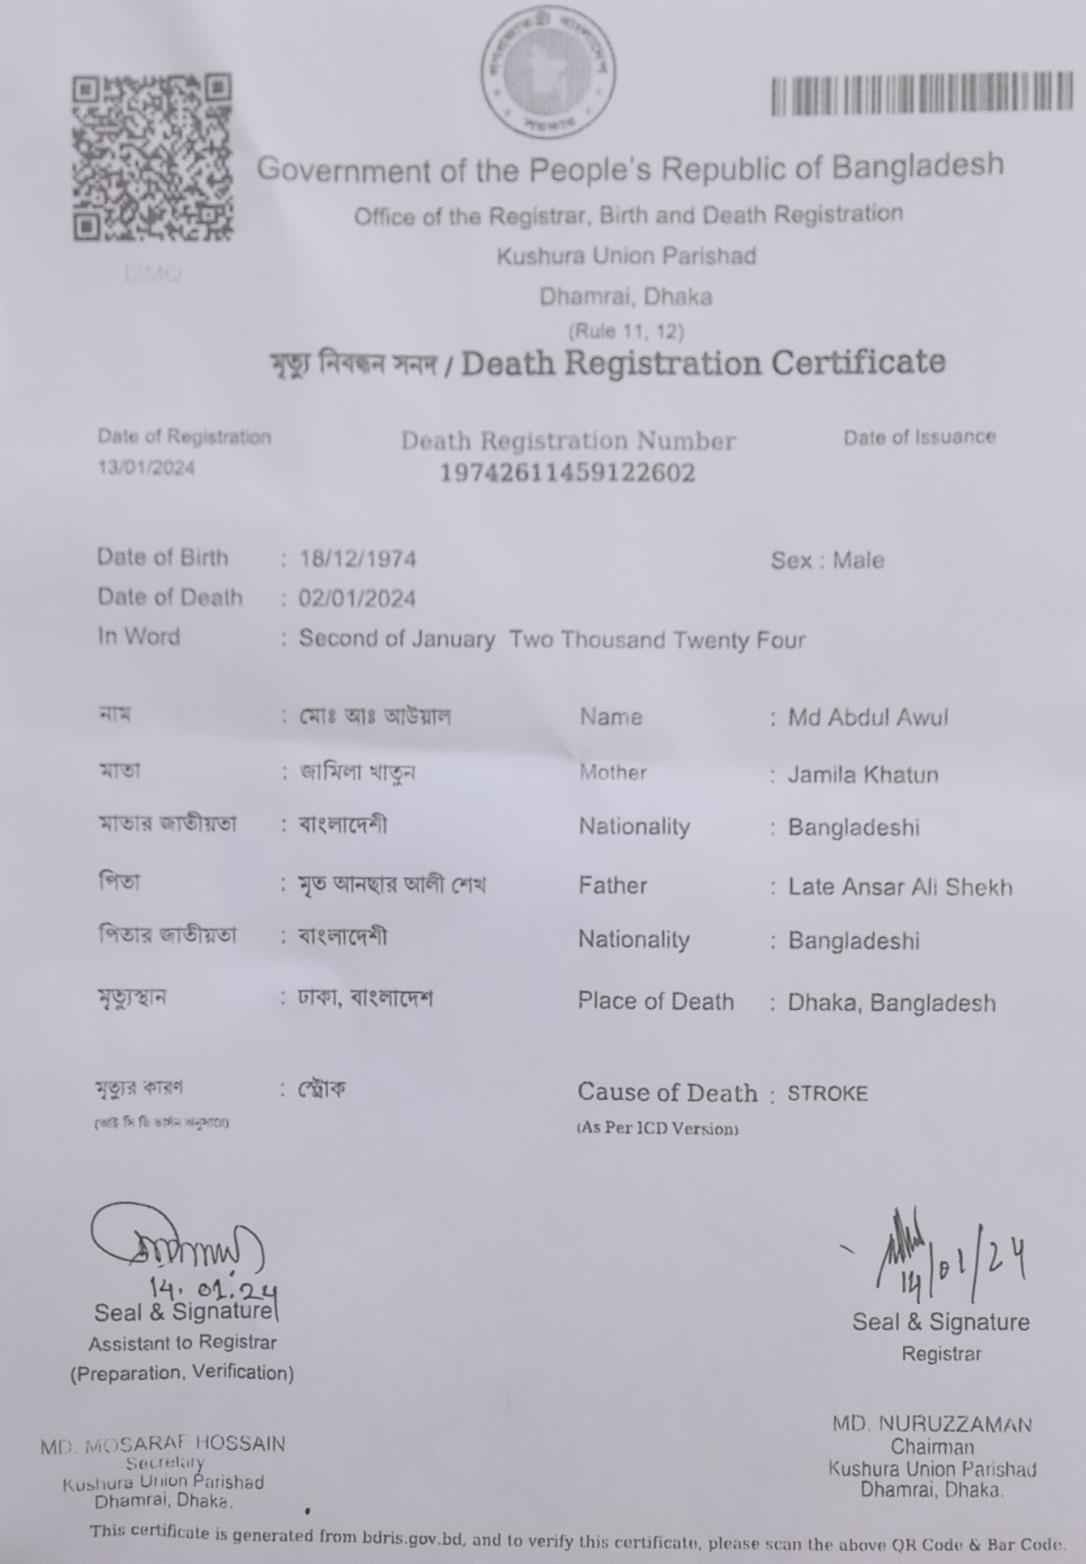 গণপ্রজাতন্ত্রী বাংলাদেশ
সরকার
IZMQ
Government of the People's Republic of Bangladesh
Office of the Registrar, Birth and Death Registration
Kushura Union Parishad
Dhamrai, Dhaka
(Rule 11, 12)
মৃত্যু নিবন্ধন সনদ / Death Registration Certificate
Date of Registration Death Registration Number Date of Issuance
13/01/2024 19742611459122602
Date of Birth : 18/12/1974 Sex : Male
Date of Death : 02/01/2024
In Word : Second of January Two Thousand Twenty Four
নাম : মোঃ আঃ আউয়াল Name : Md Abdul Awul
মাতা : জামিলা খাতুন Mother : Jamila Khatun
মাতার জাতীয়তা : বাংলাদেশী Nationality : Bangladeshi
পিতা : মৃত আনছার আলী শেখ Father : Late Ansar Ali Shekh
পিতার জাতীয়তা : বাংলাদেশী Nationality : Bangladeshi
মৃত্যুস্থান : ঢাকা, বাংলাদেশ Place of Death : Dhaka, Bangladesh
মৃত্যুর কারণ : স্ট্রোক Cause of Death : STROKE
(আই সি ডি ভার্সন অনুসারে) (As Per ICD Version)
14.01.24 14/01/24
Seal & Signature Seal & Signature
Assistant to Registrar Registrar
(Preparation, Verification)
MD. MOSARAF HOSSAIN MD. NURUZZAMAN
Secretary Chairman
Kushura Union Parishad Kushura Union Parishad
Dhamrai, Dhaka. Dhamrai, Dhaka.
This certificate is generated from bdris.gov.bd, and to verify this certificate, please scan the above QR Code & Bar Code.